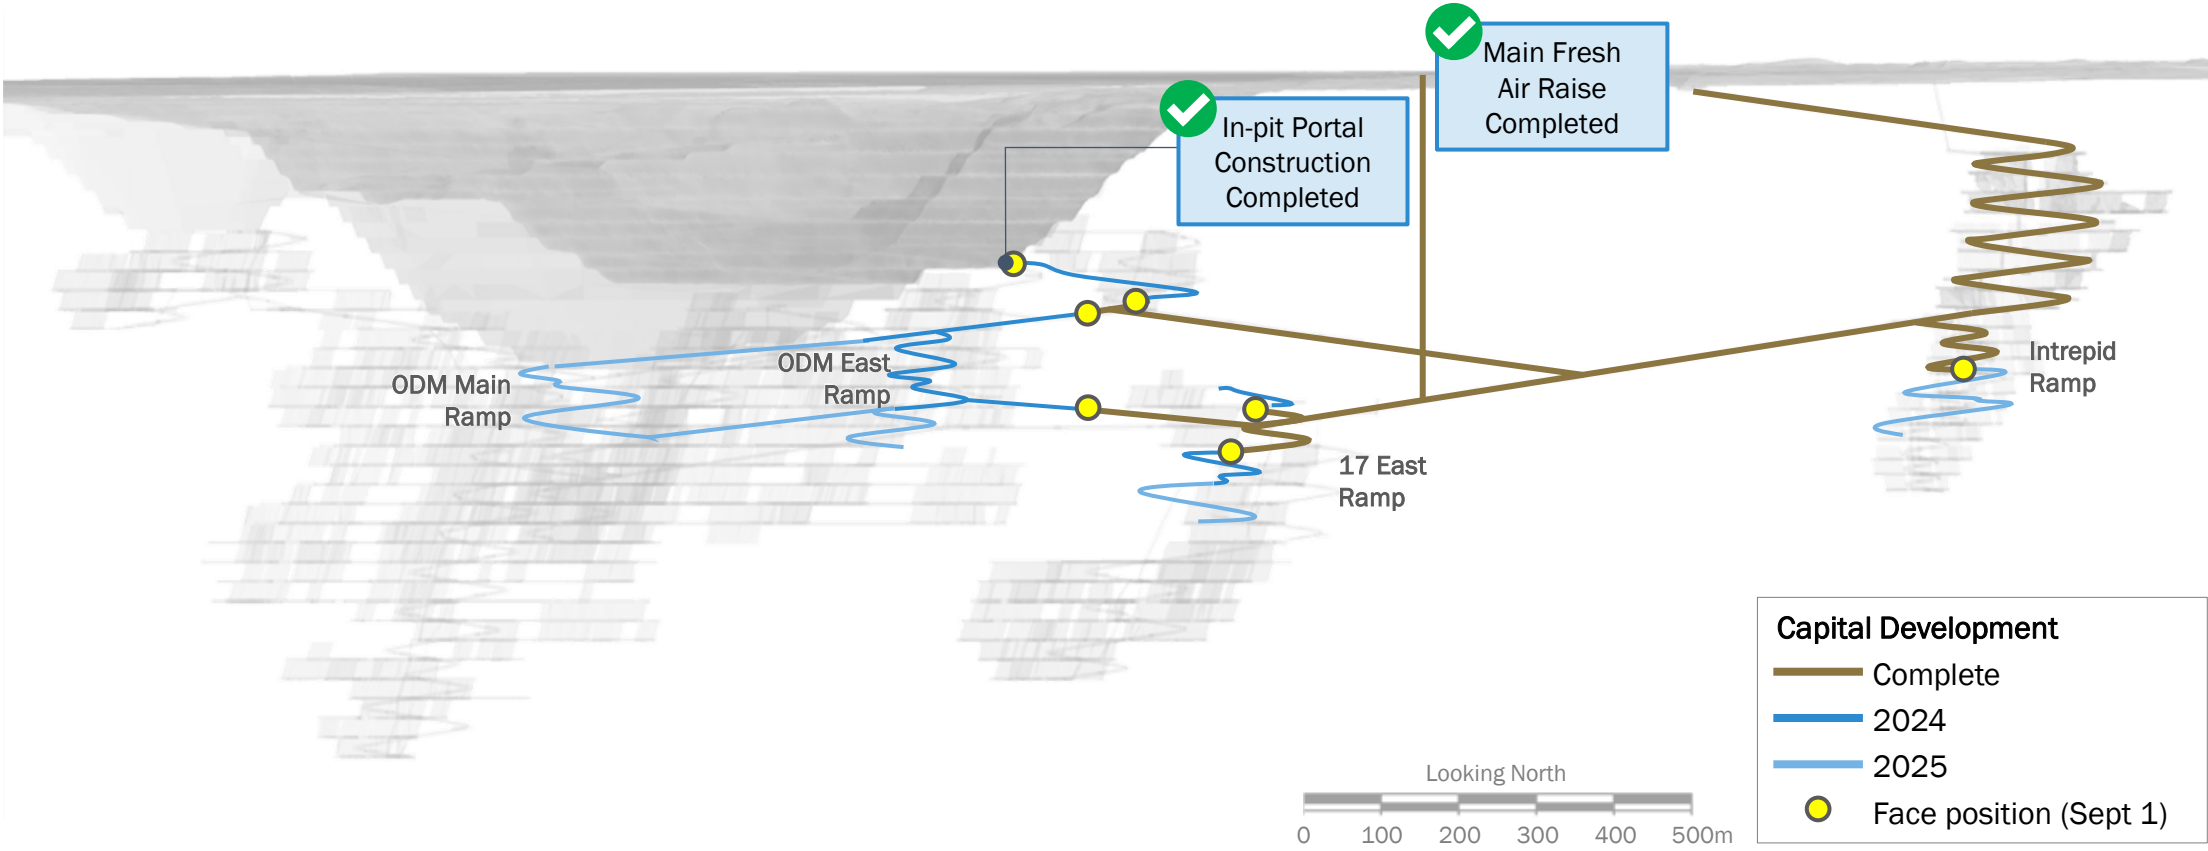 Main Fresh
Air Raise
Completed
In-pit Portal
Construction
Completed
ODM Main
Ramp
ODM East
Ramp
Intrepid
Ramp
17 East
Ramp
Capital Development
Complete
2024
2025
Face position (Sept 1)
Looking North
0 100 200 300 400 500m